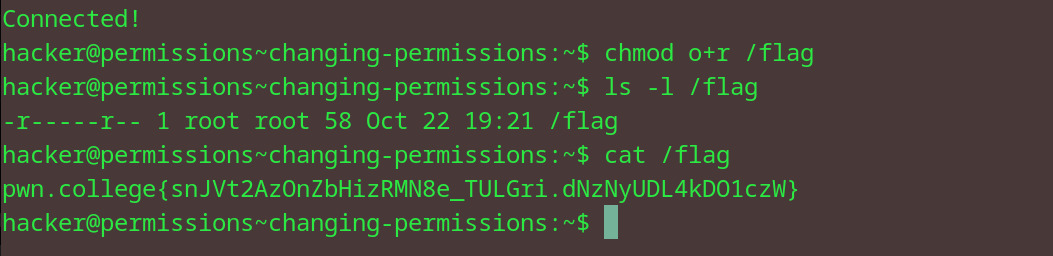 Connected!
hacker@permissions~changing-permissions:~$ chmod o+r /flag
hacker@permissions~changing-permissions:~$ ls -l /flag
-r-----r-- 1 root root 58 Oct 22 19:21 /flag
hacker@permissions~changing-permissions:~$ cat /flag
pwn.college{snJVt2AzOnZbHizRMN8e_TULGri.dNzNyUDL4kDO1czW}
hacker@permissions~changing-permissions:~$